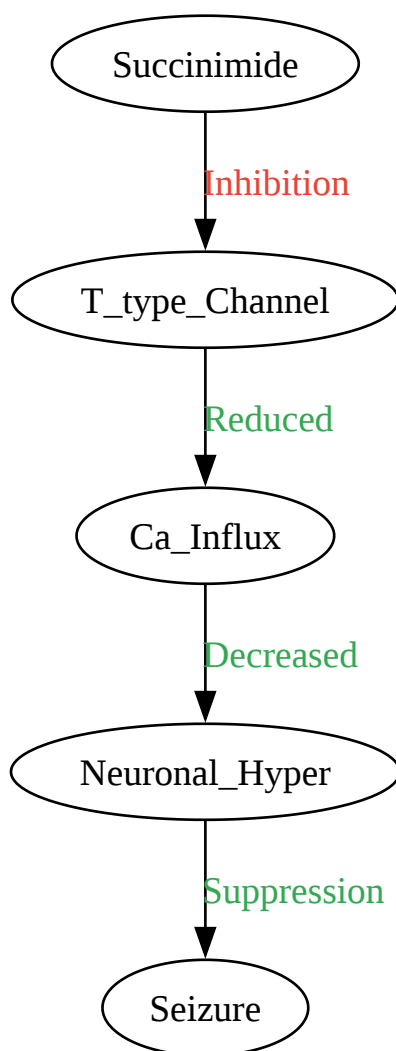 Succinimide
Inhibition
T_type_Channel
Reduced
Ca_Influx
Decreased
Neuronal_Hyper
Suppression
Seizure